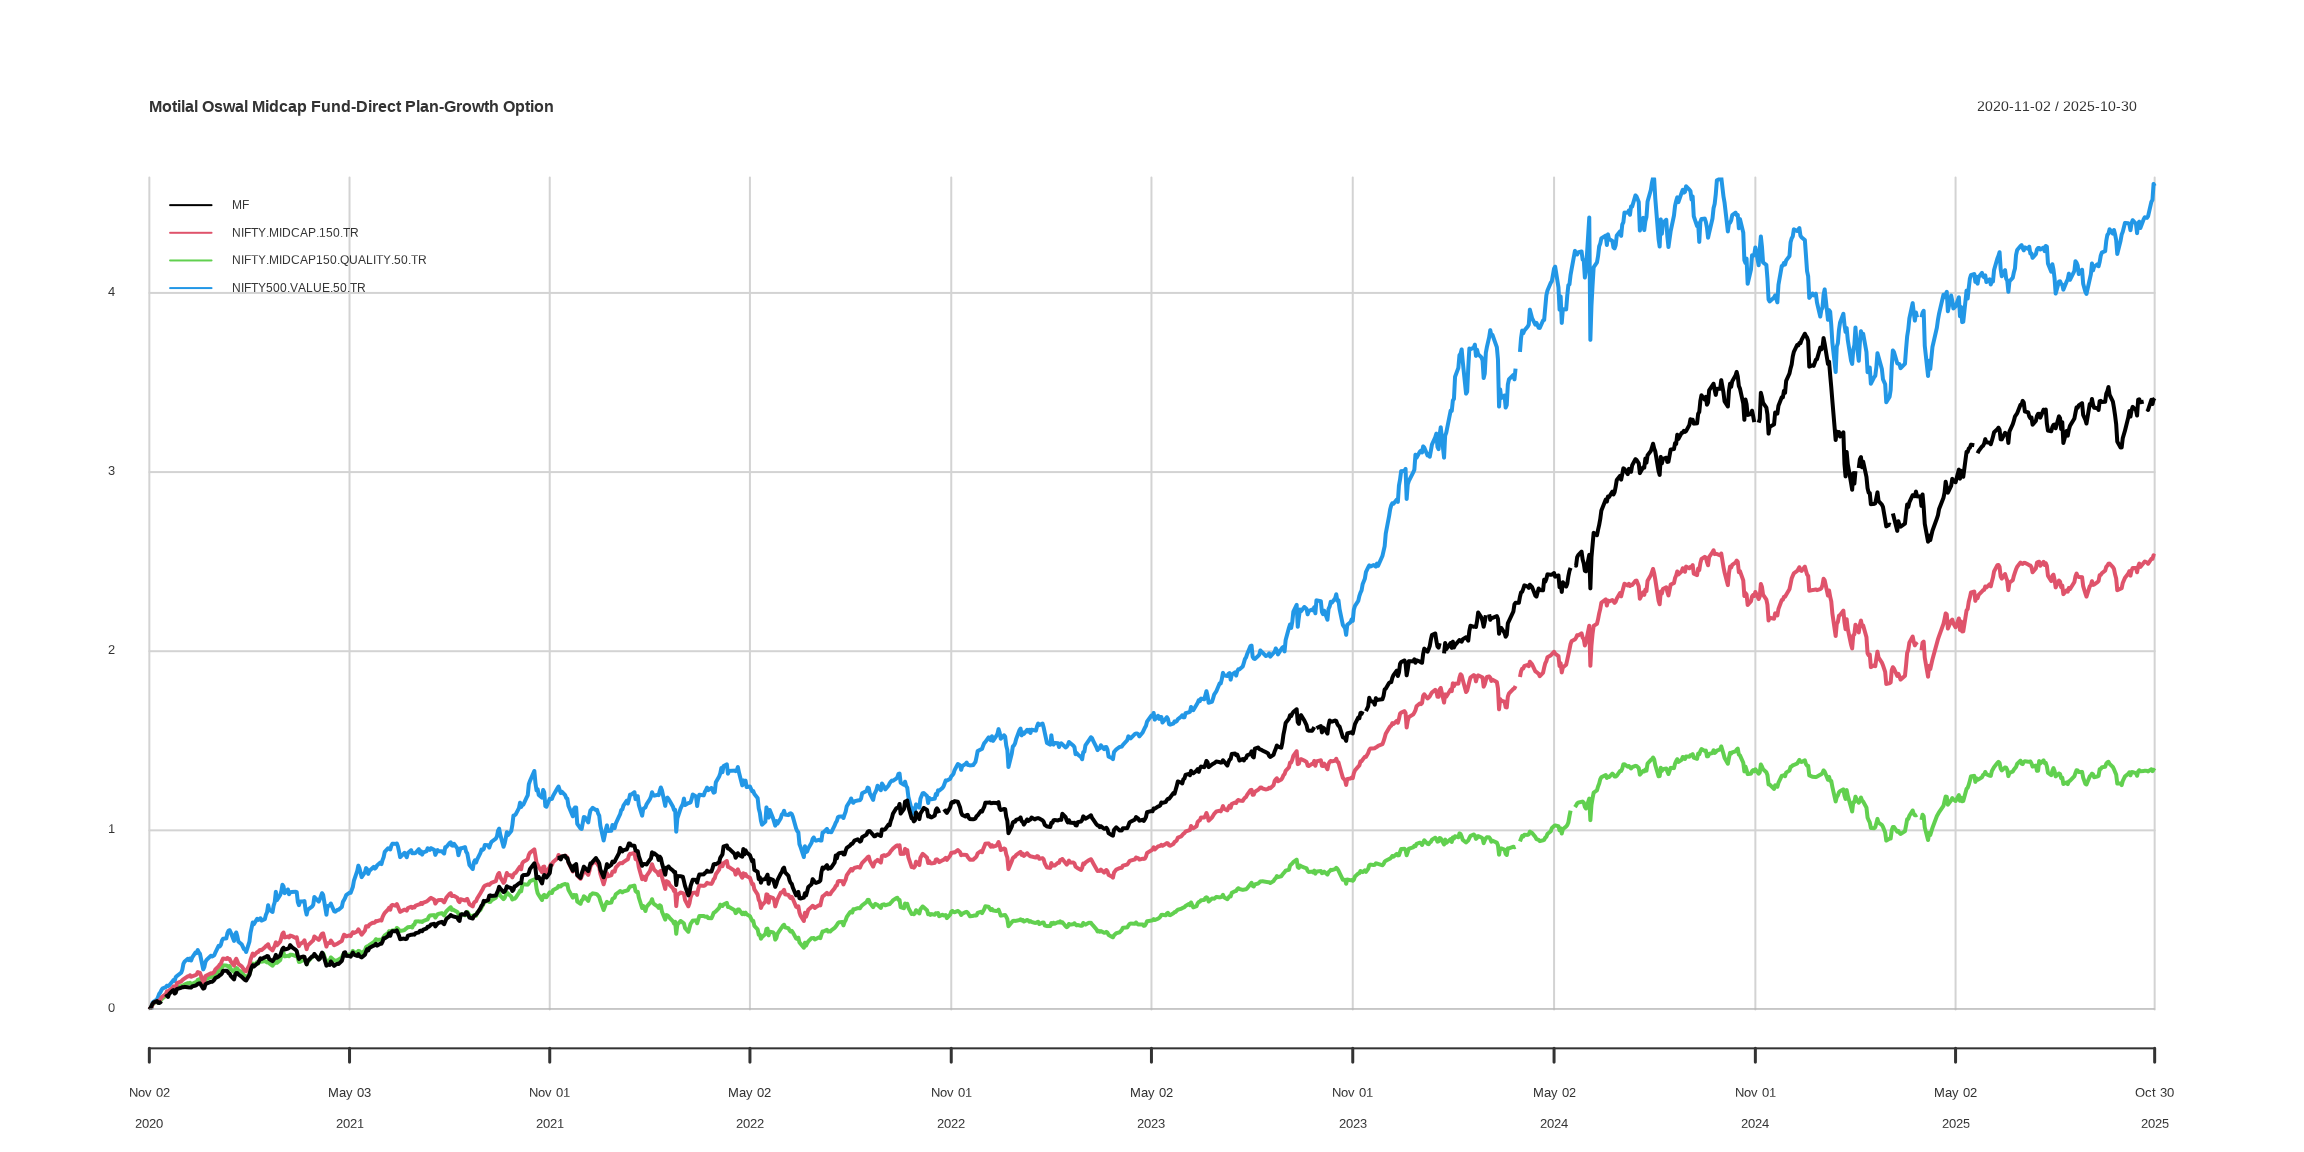 Motilal Oswal Midcap Fund-Direct Plan-Growth Option
2020-11-02 / 2025-10-30
MF
NIFTY.MIDCAP.150.TR
NIFTY.MIDCAP150.QUALITY.50.TR
NIFTY500.VALUE.50.TR
4
3
2
1
0
Nov 02 May 03 Nov 01 May 02 Nov 01 May 02 Nov 01 May 02 Nov 01 May 02 Oct 30
2020 2021 2021 2022 2022 2023 2023 2024 2024 2025 2025